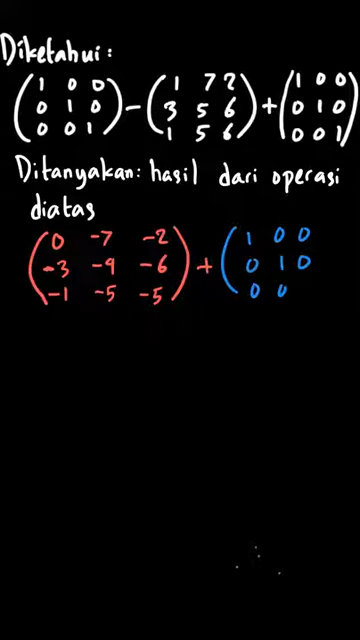 Diketahui:
(1 0 0) - (1 7 2) + (1 0 0)
(0 1 0) (3 5 6) (0 1 0)
(0 0 1) (1 5 6) (0 0 1)
Ditanyakan: hasil dari operasi
diatas
(0 -7 -2) + (1 0 0
(-3 -9 -6) 0 1 0
(-1 -5 -5) 0 0